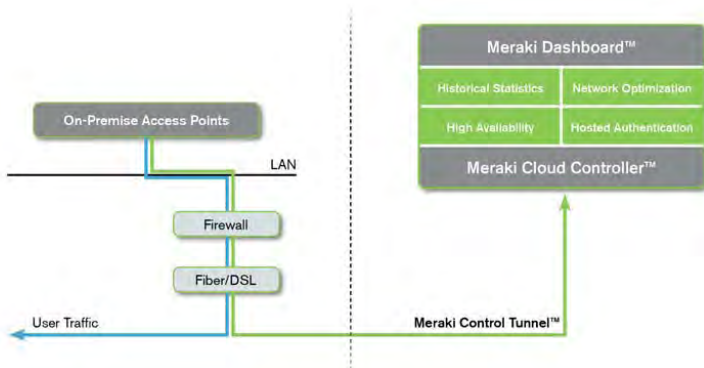 Meraki Dashboard™
Historical Statistics
Network Optimization
High Availability
Hosted Authentication
Meraki Cloud Controller™
On-Premise Access Points
LAN
Firewall
Fiber/DSL
User Traffic
Meraki Control Tunnel™